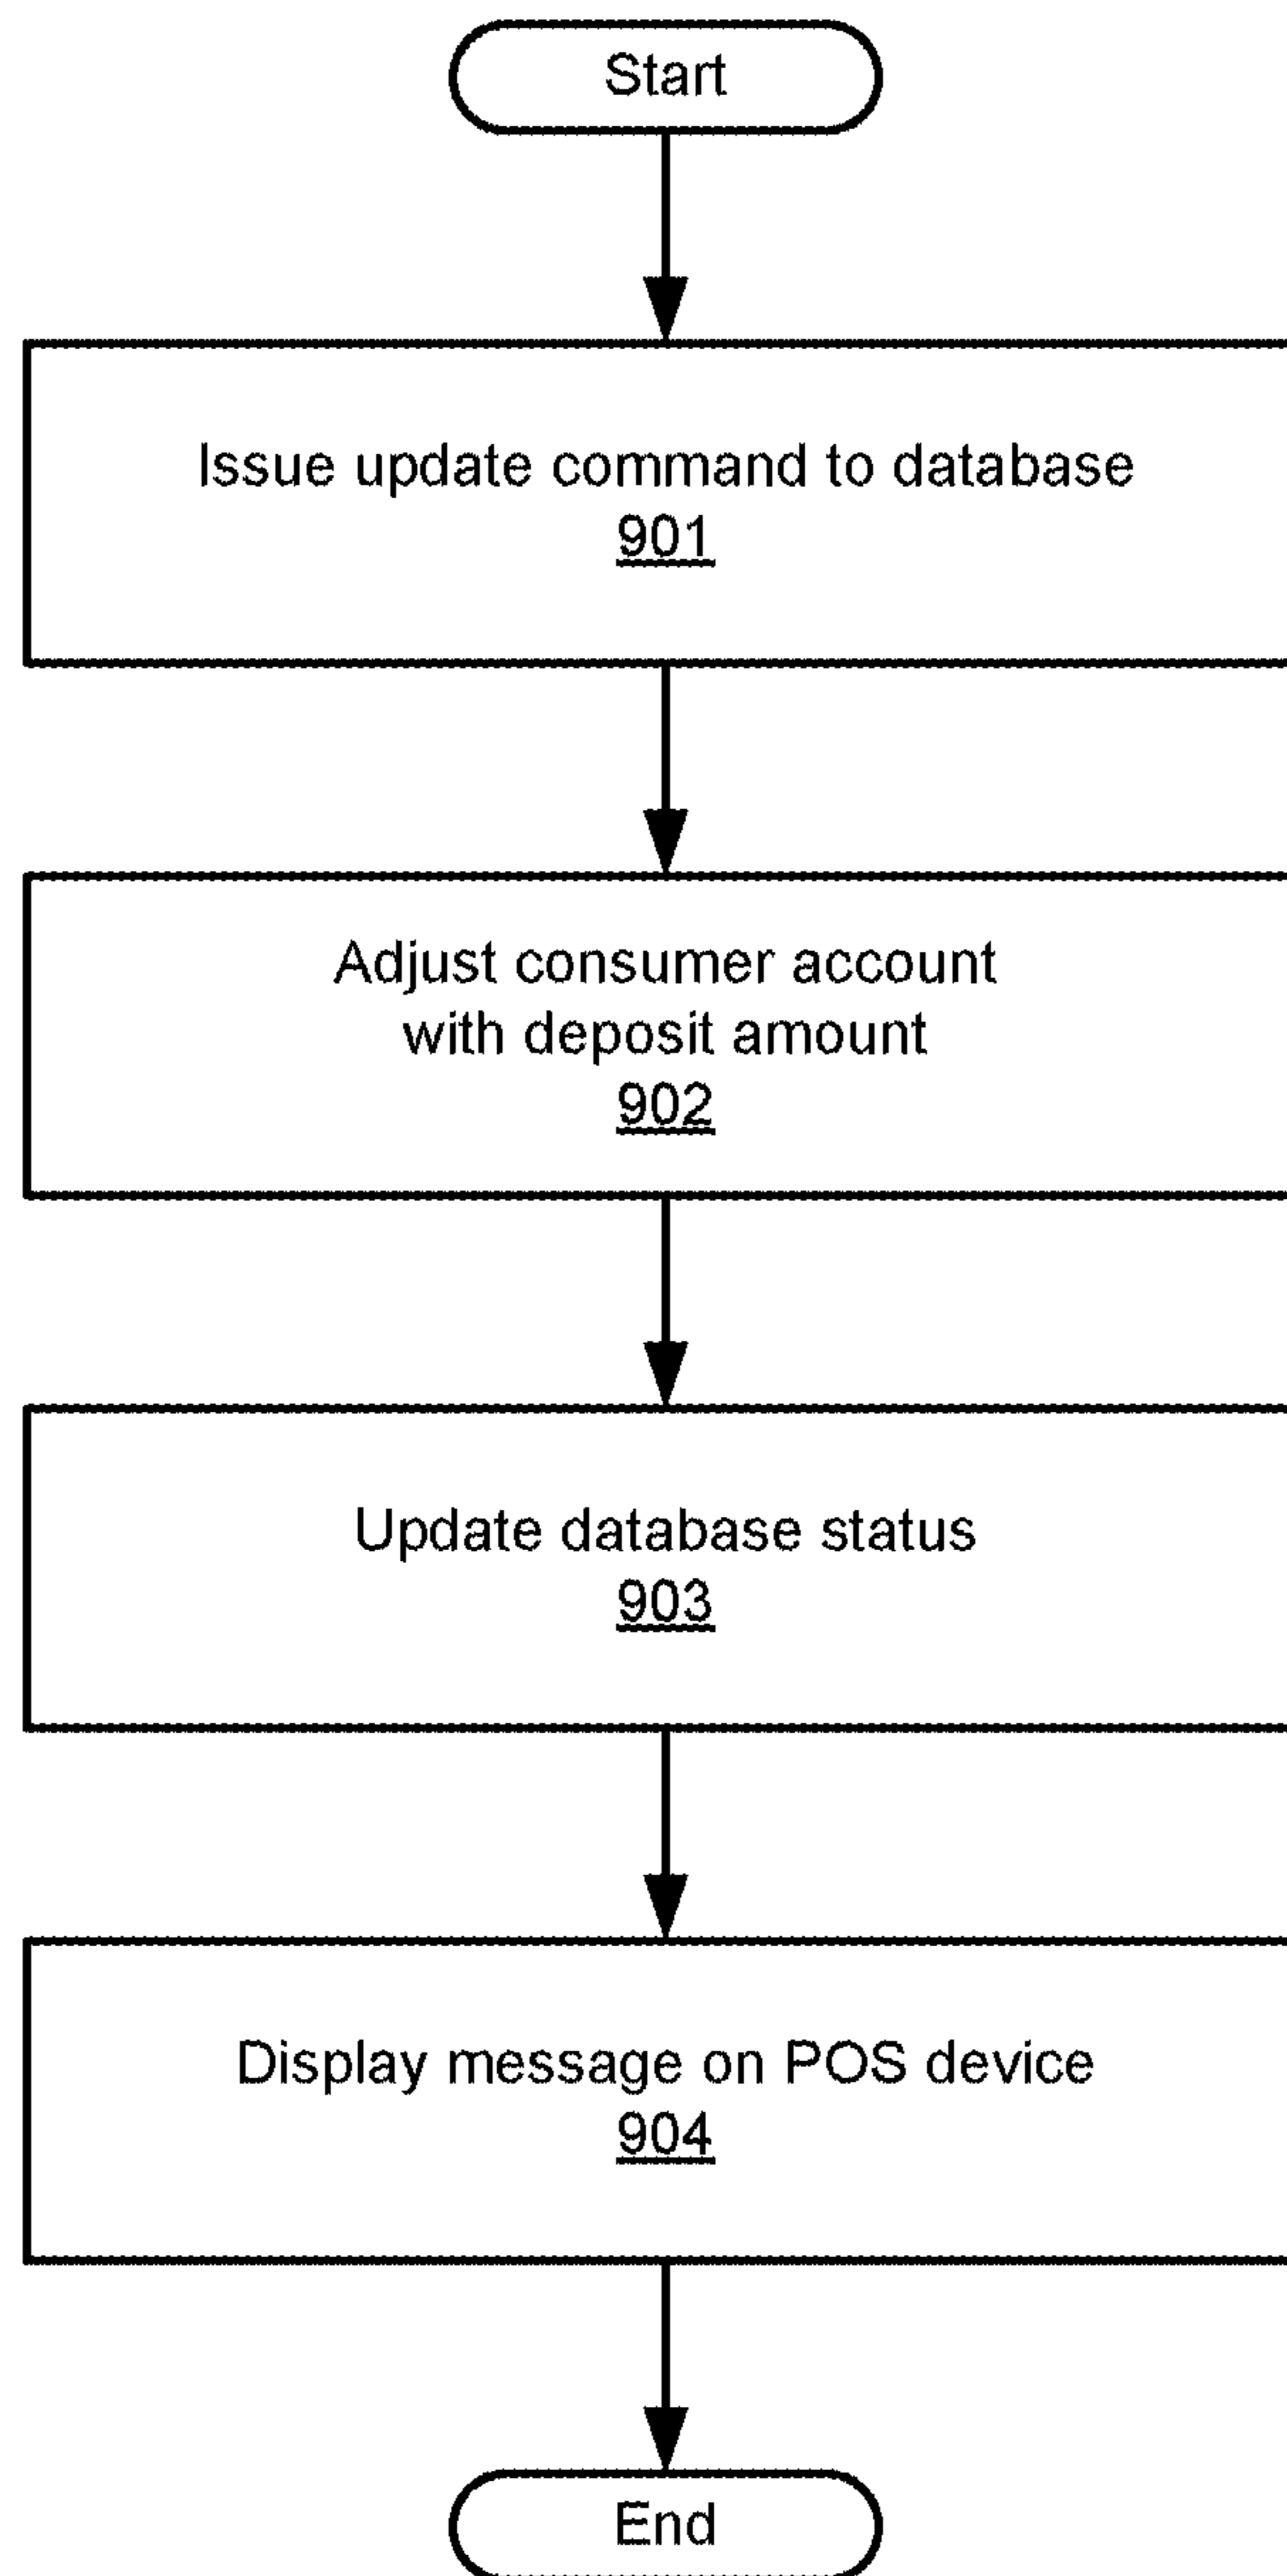 Start
Issue update command to database
901
Adjust consumer account
with deposit amount
902
Update database status
903
Display message on POS device
904
End